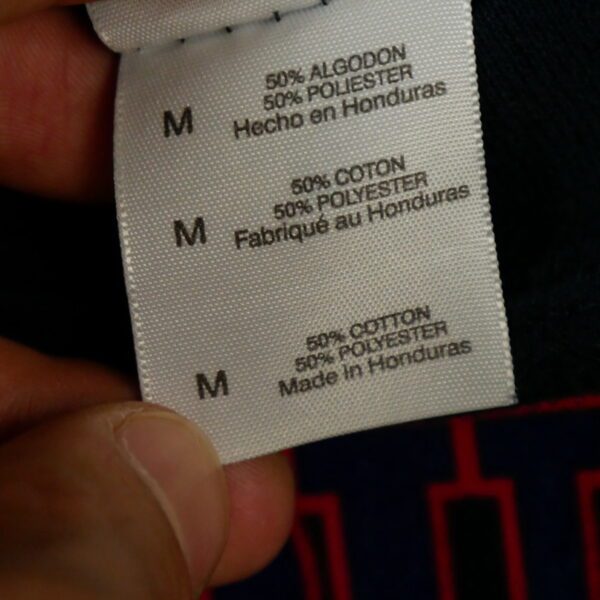 50% ALGODON
50% POLIESTER
M Hecho en Honduras
50% COTON
50% POLYESTER
M Fabriqué au Honduras
50% COTTON
50% POLYESTER
M Made in Honduras